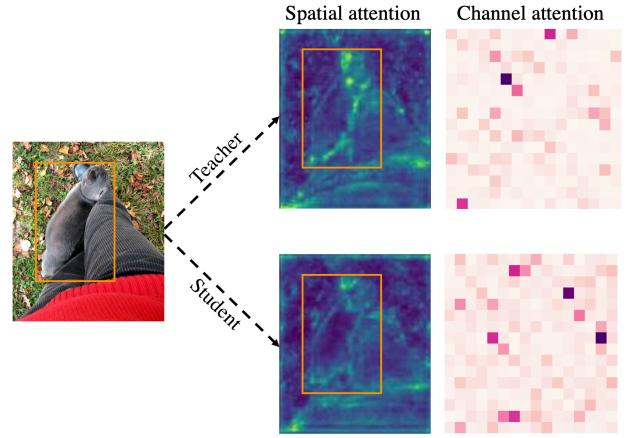 Spatial attention
Channel attention
Teacher
Student